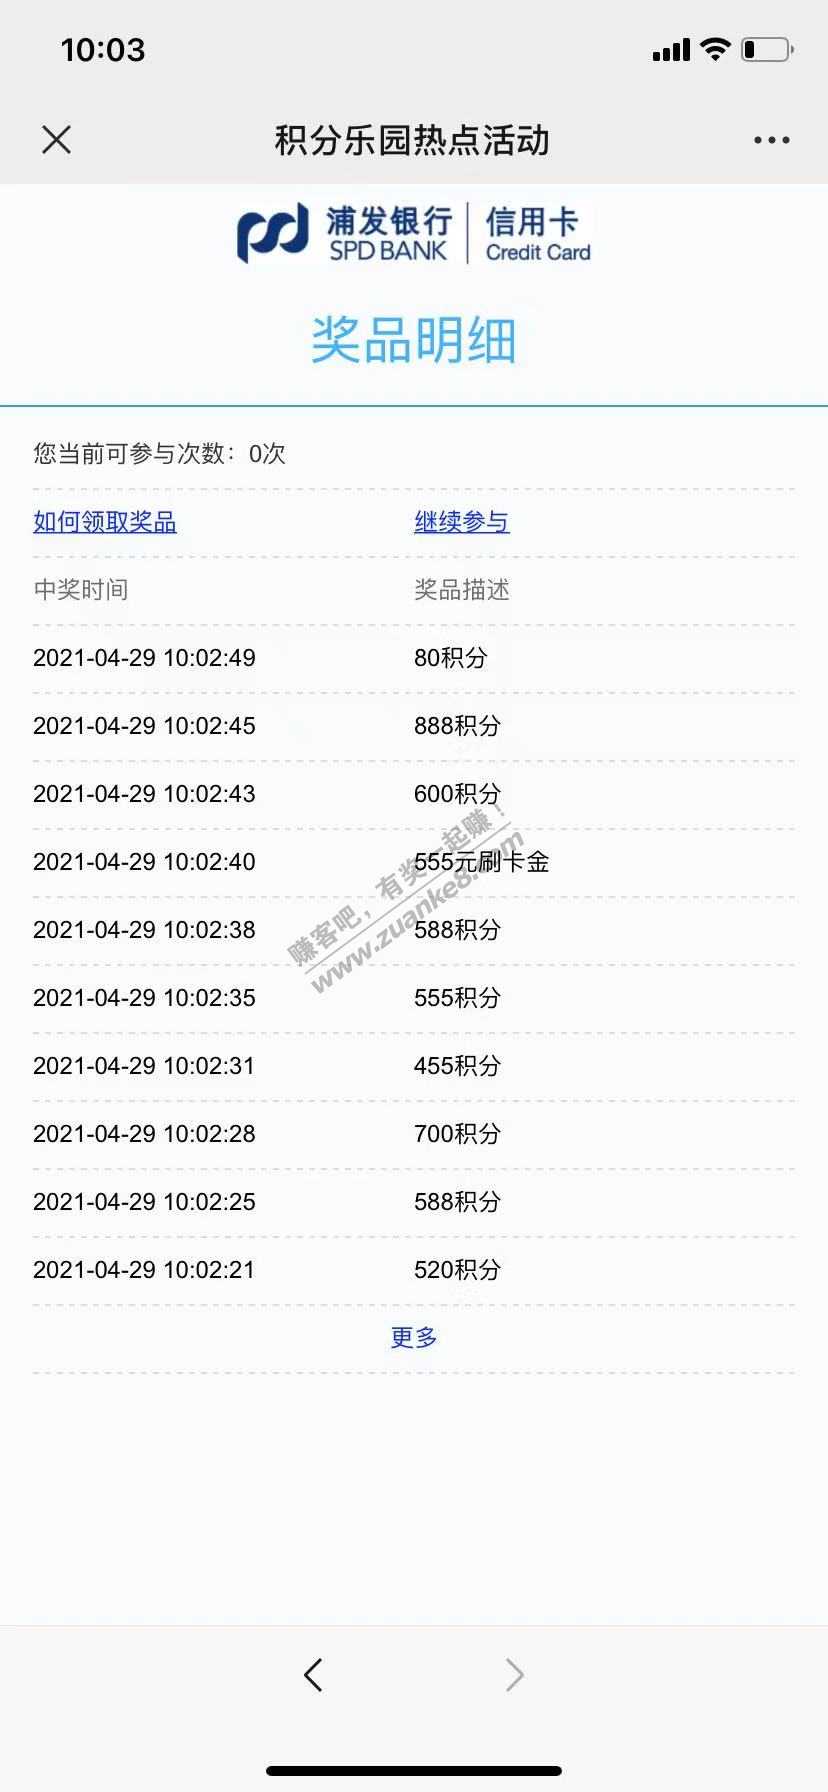 10:03
积分乐园热点活动
浦发银行 信用卡
SPD BANK Credit Card
奖品明细
您当前可参与次数：0次
如何领取奖品 继续参与
中奖时间 奖品描述
2021-04-29 10:02:49 80积分
2021-04-29 10:02:45 888积分
2021-04-29 10:02:43 600积分
2021-04-29 10:02:40 555元刷卡金
2021-04-29 10:02:38 588积分
2021-04-29 10:02:35 555积分
2021-04-29 10:02:31 455积分
2021-04-29 10:02:28 700积分
2021-04-29 10:02:25 588积分
2021-04-29 10:02:21 520积分
更多
赚客吧，有奖一起赚！
www.zuanke8.com